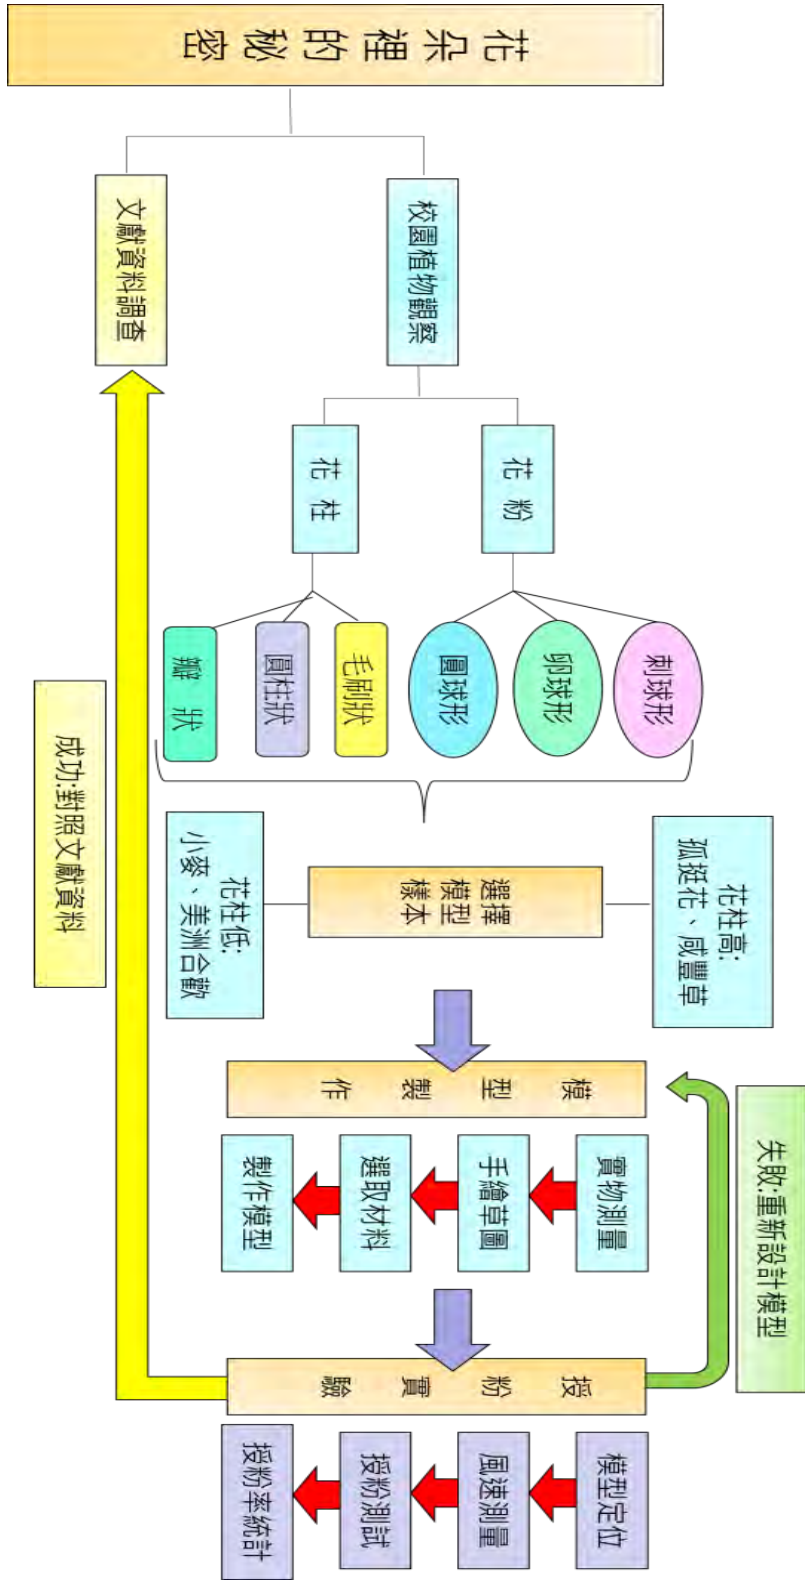 花朵裡的秘密
文獻資料調查
校園植物觀察
花柱
花粉
瓣狀
圓柱狀
毛刷狀
圓球形
卵球形
刺球形
選擇
模型
樣本
花柱高:
孤挺花、咸豐草
花柱低:
小麥、美洲合歡
模型製作
實物測量
手繪草圖
選取材料
製作模型
授粉實驗
模型定位
風速測量
授粉測試
授粉率統計
失敗:重新設計模型
成功:對照文獻資料